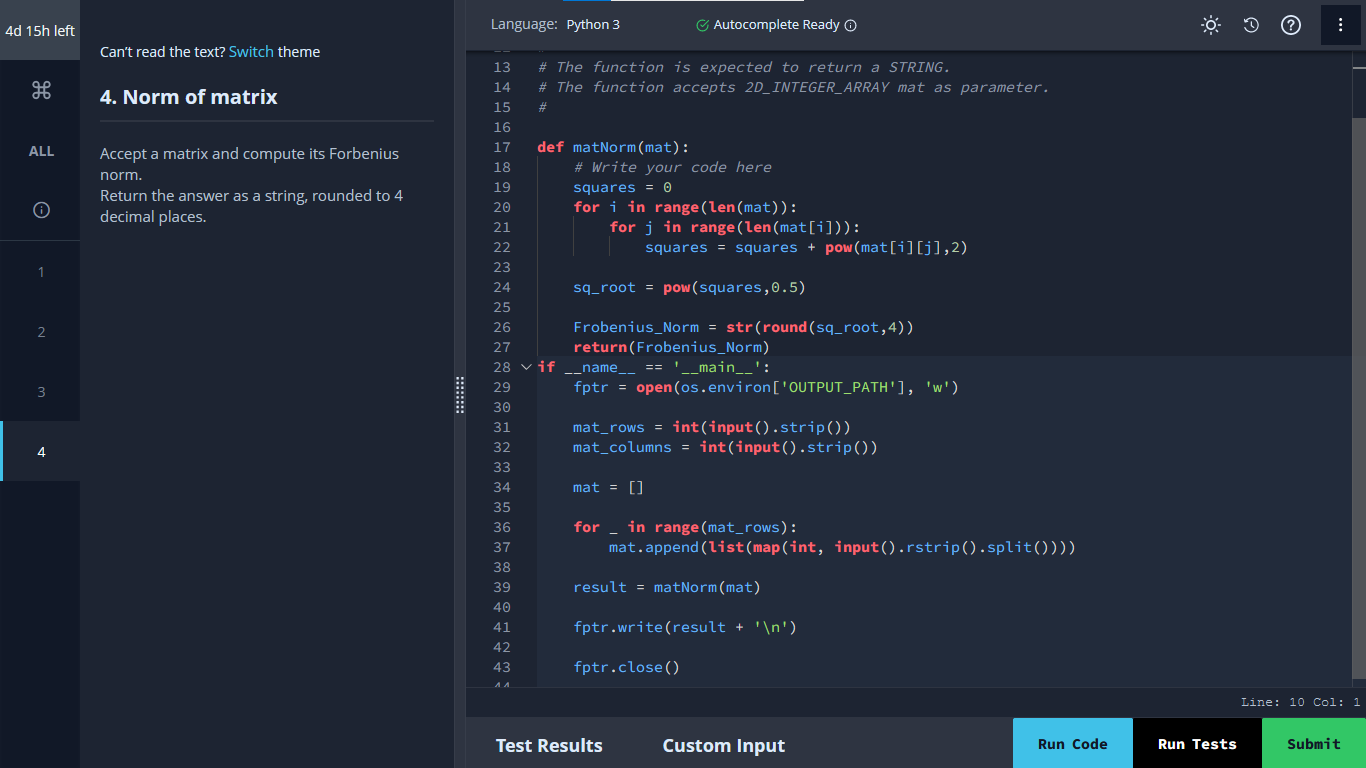 4d 15h left
ALL
1
2
3
4
Can't read the text? Switch theme
4. Norm of matrix
Accept a matrix and compute its Forbenius
norm.
Return the answer as a string, rounded to 4
decimal places.
Language: Python 3
Autocomplete Ready
13 # The function is expected to return a STRING.
14 # The function accepts 2D_INTEGER_ARRAY mat as parameter.
15 #
16
17 def matNorm(mat):
18 # Write your code here
19 squares = 0
20 for i in range(len(mat)):
21 for j in range(len(mat[i])):
22 squares = squares + pow(mat[i][j],2)
23
24 sq_root = pow(squares,0.5)
25
26 Frobenius_Norm = str(round(sq_root,4))
27 return(Frobenius_Norm)
28 if __name__ == '__main__':
29 fptr = open(os.environ['OUTPUT_PATH'], 'w')
30
31 mat_rows = int(input().strip())
32 mat_columns = int(input().strip())
33
34 mat = []
35
36 for _ in range(mat_rows):
37 mat.append(list(map(int, input().rstrip().split())))
38
39 result = matNorm(mat)
40
41 fptr.write(result + '\n')
42
43 fptr.close()
Line: 10 Col: 1
Test Results
Custom Input
Run Code
Run Tests
Submit